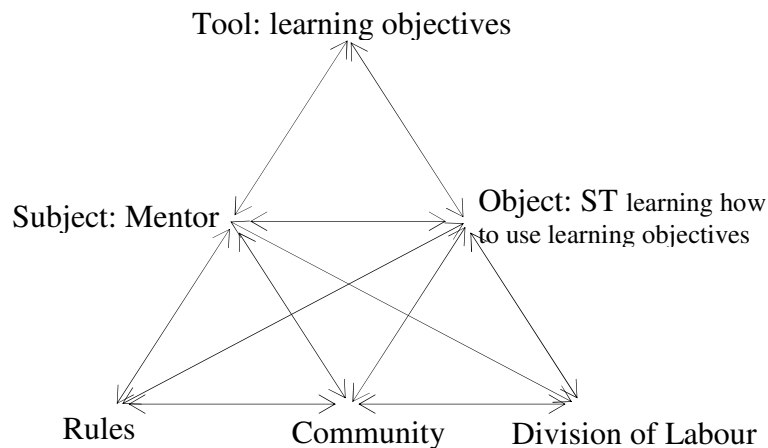 Tool: learning objectives
Subject: Mentor
Object: ST learning how
to use learning objectives
Rules
Community
Division of Labour